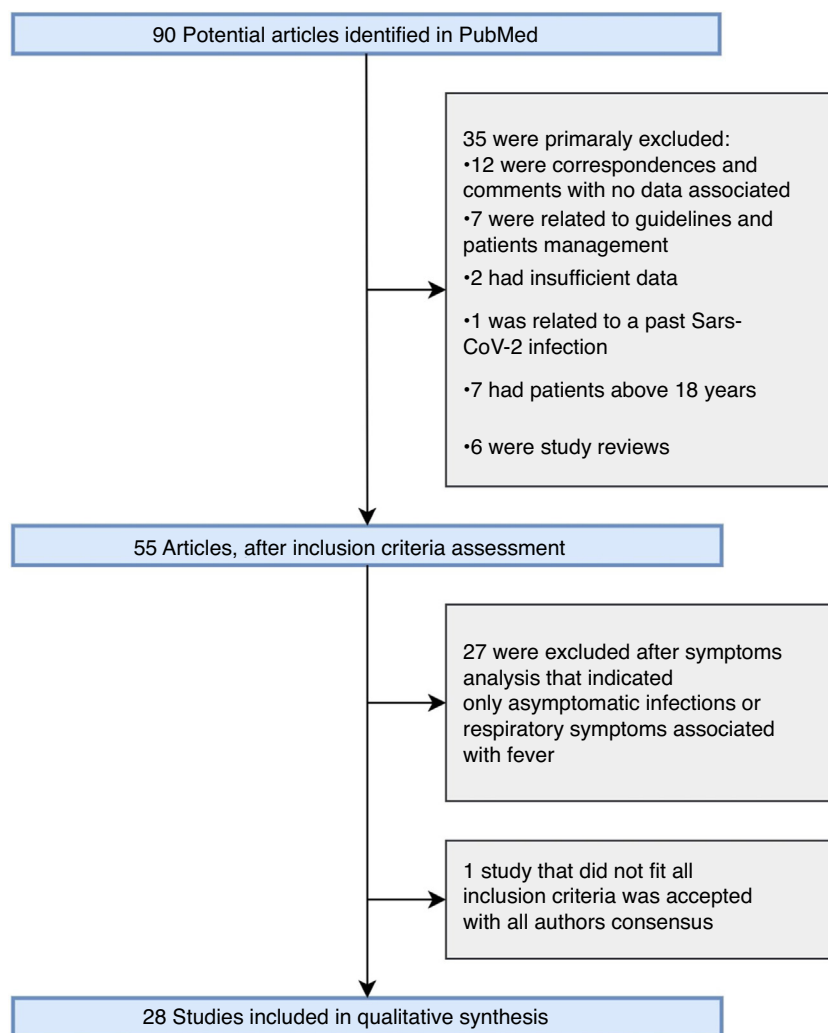 90 Potential articles identified in PubMed
35 were primaraly excluded:
•12 were correspondences and
comments with no data associated
•7 were related to guidelines and
patients management
•2 had insufficient data
•1 was related to a past Sars-
CoV-2 infection
•7 had patients above 18 years
•6 were study reviews
55 Articles, after inclusion criteria assessment
27 were excluded after symptoms
analysis that indicated
only asymptomatic infections or
respiratory symptoms associated
with fever
1 study that did not fit all
inclusion criteria was accepted
with all authors consensus
28 Studies included in qualitative synthesis